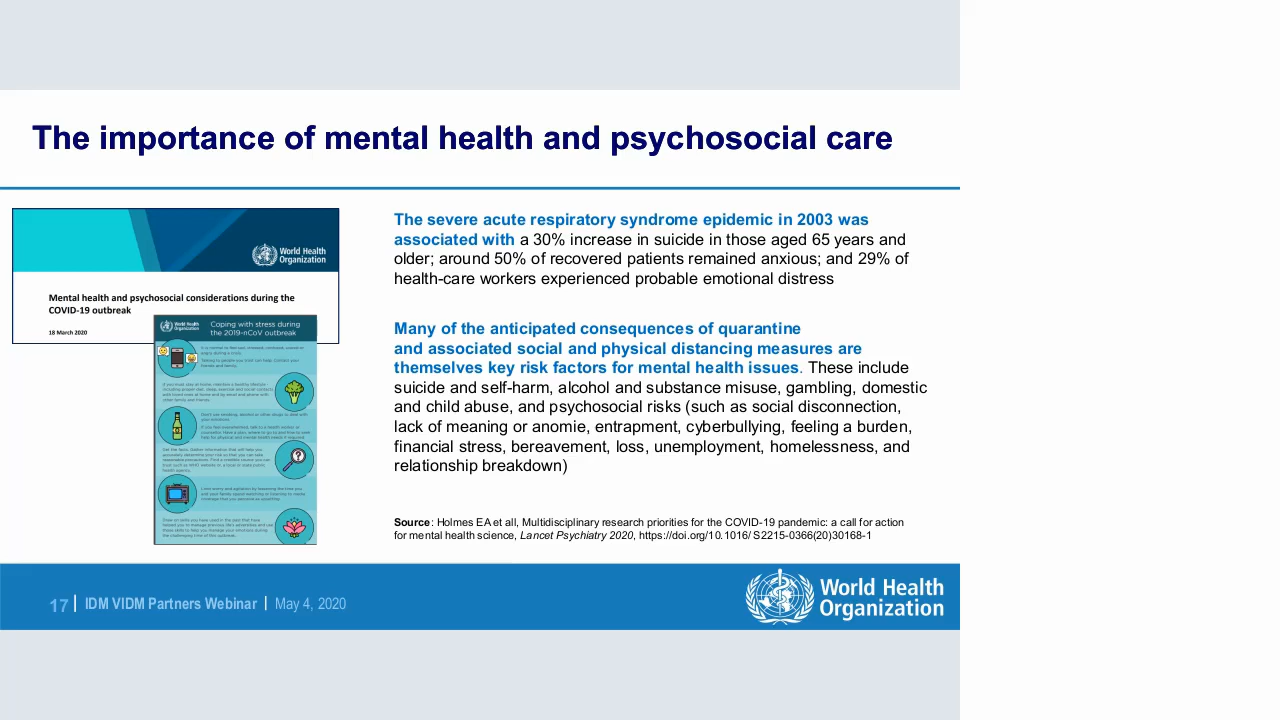 The importance of mental health and psychosocial care
World Health
Organization
Mental health and psychosocial considerations during the
COVID-19 outbreak
18 March 2020
World Health
Organization
Coping with stress during
the 2019-nCoV outbreak
The severe acute respiratory syndrome epidemic in 2003 was
associated with a 30% increase in suicide in those aged 65 years and
older; around 50% of recovered patients remained anxious; and 29% of
health-care workers experienced probable emotional distress
Many of the anticipated consequences of quarantine
and associated social and physical distancing measures are
themselves key risk factors for mental health issues. These include
suicide and self-harm, alcohol and substance misuse, gambling, domestic
and child abuse, and psychosocial risks (such as social disconnection,
lack of meaning or anomie, entrapment, cyberbullying, feeling a burden,
financial stress, bereavement, loss, unemployment, homelessness, and
relationship breakdown)
Source: Holmes EA et all, Multidisciplinary research priorities for the COVID-19 pandemic: a call for action
for mental health science, Lancet Psychiatry 2020, https://doi.org/10.1016/ S2215-0366(20)30168-1
17 | IDM VIDM Partners Webinar | May 4, 2020
World Health
Organization